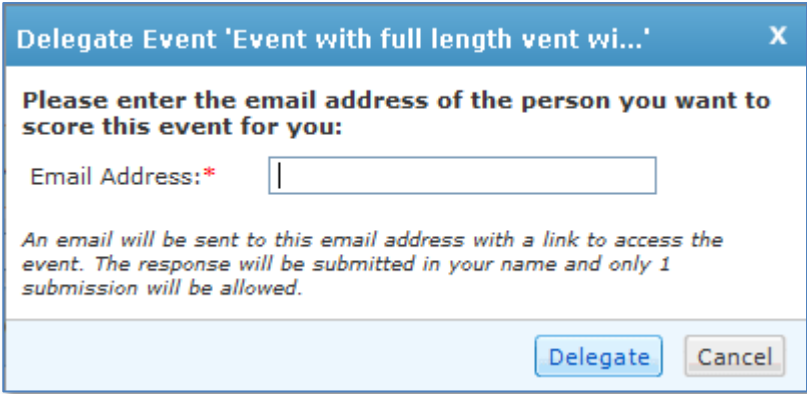 Delegate Event 'Event with full length vent wi...' X
Please enter the email address of the person you want to
score this event for you:
Email Address:*
An email will be sent to this email address with a link to access the
event. The response will be submitted in your name and only 1
submission will be allowed.
Delegate Cancel